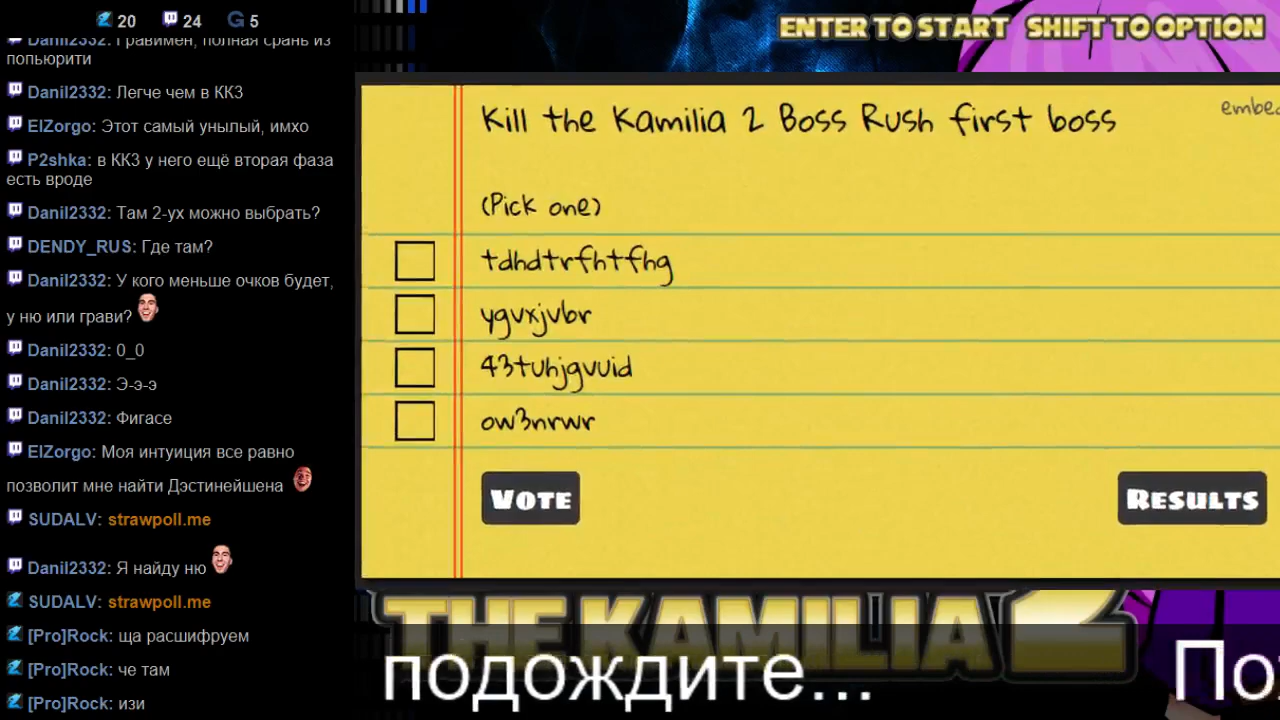 20 24 5
Danil2332: Гравимен, полная срань из
попьюрити
Danil2332: Легче чем в КК3
ElZorgo: Этот самый унылый, имхо
P2shka: в КК3 у него ещё вторая фаза
есть вроде
Danil2332: Там 2-ух можно выбрать?
DENDY_RUS: Где там?
Danil2332: У кого меньше очков будет,
у ню или грави?
Danil2332: 0_0
Danil2332: Э-э-э
Danil2332: Фигасе
ElZorgo: Моя интуиция все равно
позволит мне найти Дэстинейшена
SUDALV: strawpoll.me
Danil2332: Я найду ню
SUDALV: strawpoll.me
[Pro]Rock: ща расшифруем
[Pro]Rock: че там
[Pro]Rock: изи
ENTER TO START SHIFT TO OPTION
Kill the Kamilia 2 Boss Rush first boss
(Pick one)
tdhdtrfhtfhg
ygvxjvbr
43tuhjgvuid
ow3nrwr
VOTE
RESULTS
THE KAMILIA 2
подождите...